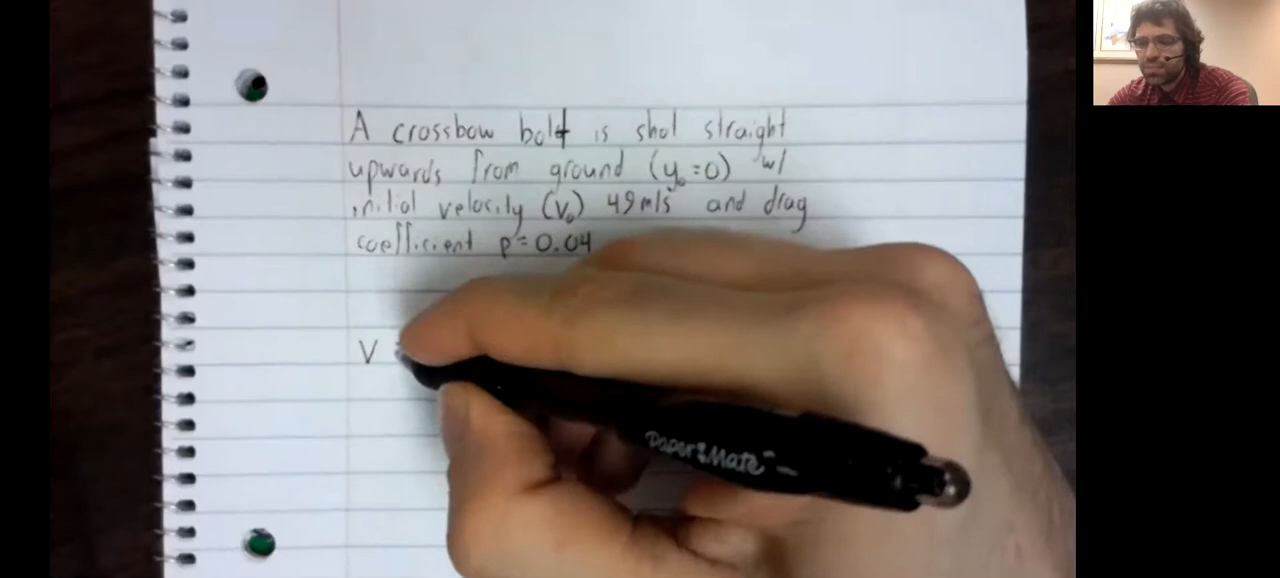 A crossbow bolt is shot straight
upwards from ground (y₀=0) w/
initial velocity (v₀) 49m/s and drag
coefficient p=0.04
V
Paper:Mate